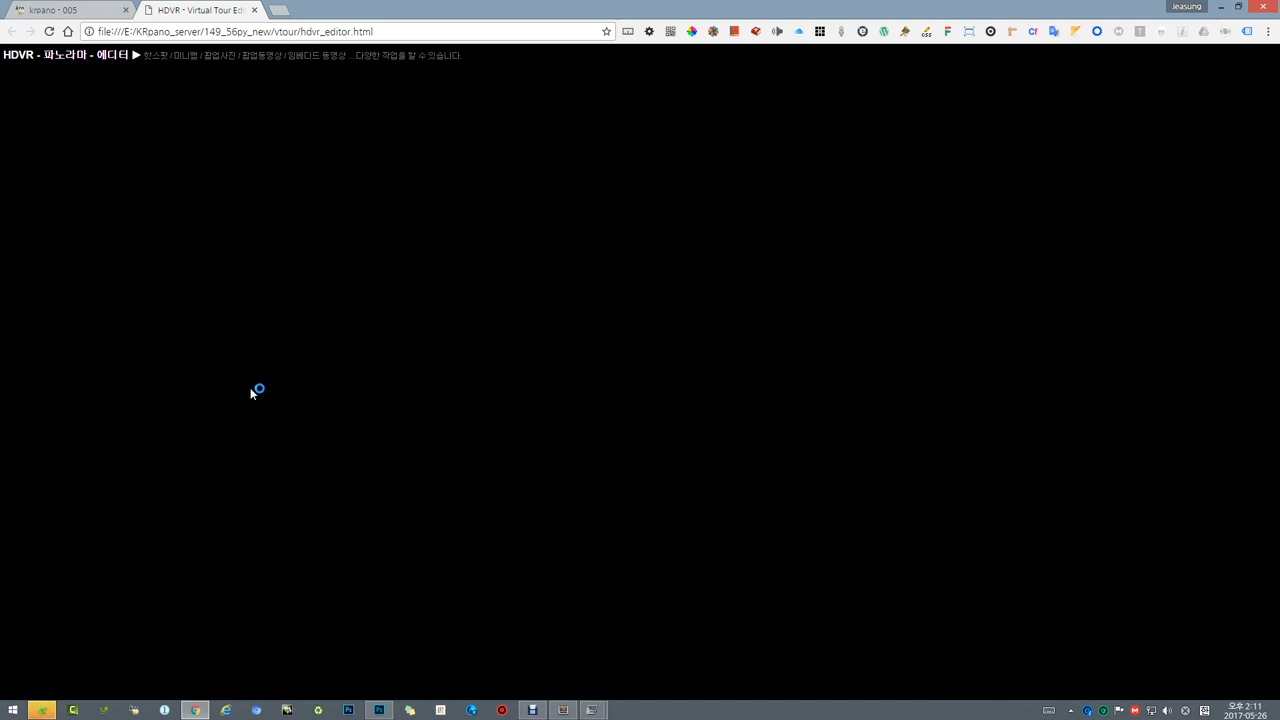 krpano - 005
HDVR - Virtual Tour Edi
Jeasung
file:///E:/KRpano_server/149_56py_new/vtour/hdvr_editor.html
HDVR - 파노라마 - 에디터 ▶ 핫스팟 / 미니맵 / 팝업사진 / 팝업동영상 / 임베디드 동영상 ... 다양한 작업을 할 수 있습니다.
오후 2:11
2017-05-26